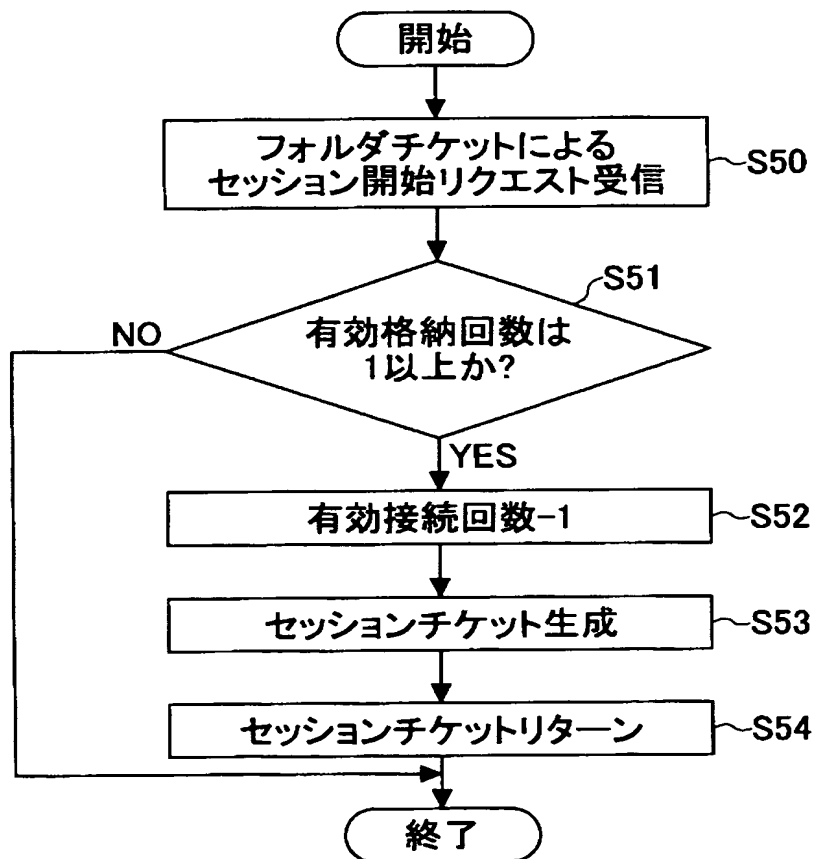 開始
フォルダチケットによる
セッション開始リクエスト受信
S50
S51
有効格納回数は
1以上か?
NO
YES
有効接続回数-1
S52
セッションチケット生成
S53
セッションチケットリターン
S54
終了